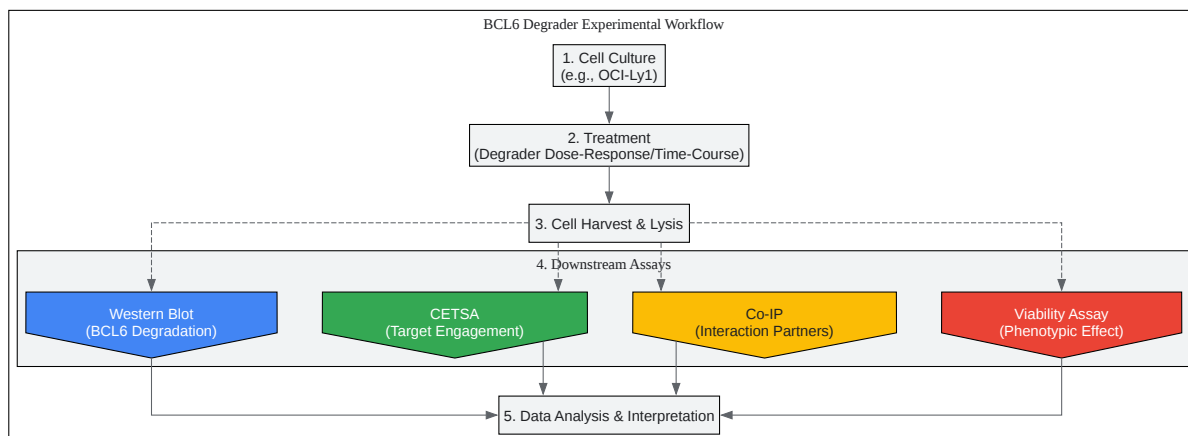 BCL6 Degrader Experimental Workflow
1. Cell Culture
(e.g., OCI-Ly1)
2. Treatment
(Degrader Dose-Response/Time-Course)
3. Cell Harvest & Lysis
4. Downstream Assays
Western Blot
(BCL6 Degradation)
CETSA
(Target Engagement)
Co-IP
(Interaction Partners)
Viability Assay
(Phenotypic Effect)
5. Data Analysis & Interpretation